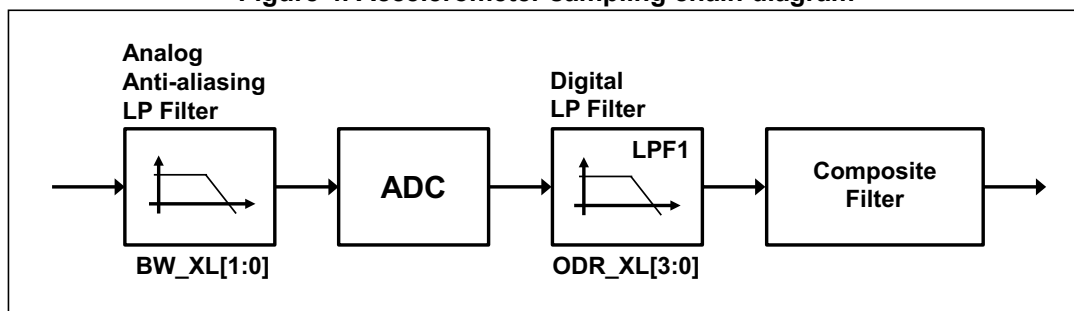 Figure 4. Accelerometer sampling chain diagram
Analog
Anti-aliasing
LP Filter
BW_XL[1:0]
ADC
Digital
LP Filter
LPF1
ODR_XL[3:0]
Composite
Filter